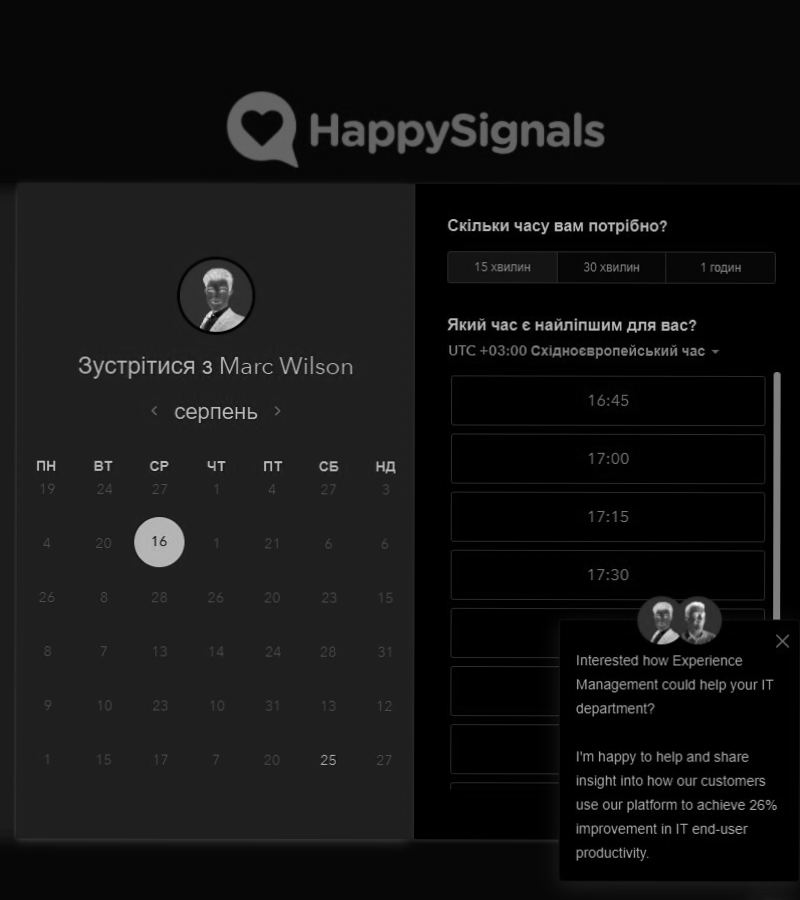 HappySignals
Зустрітися з Marc Wilson
серпень
ПН ВТ СР ЧТ ПТ СБ НД
19 24 27 1 4 27 3
4 20 16 1 21 6 6
26 8 28 26 20 23 15
8 7 13 14 24 28 31
9 10 23 10 31 13 12
1 15 17 7 20 25 27
Скільки часу вам потрібно?
15 хвилин 30 хвилин 1 годин
Який час є найліпшим для вас?
UTC +03:00 Східноєвропейський час
16:45
17:00
17:15
17:30
Interested how Experience
Management could help your IT
department?
I'm happy to help and share
insight into how our customers
use our platform to achieve 26%
improvement in IT end-user
productivity.